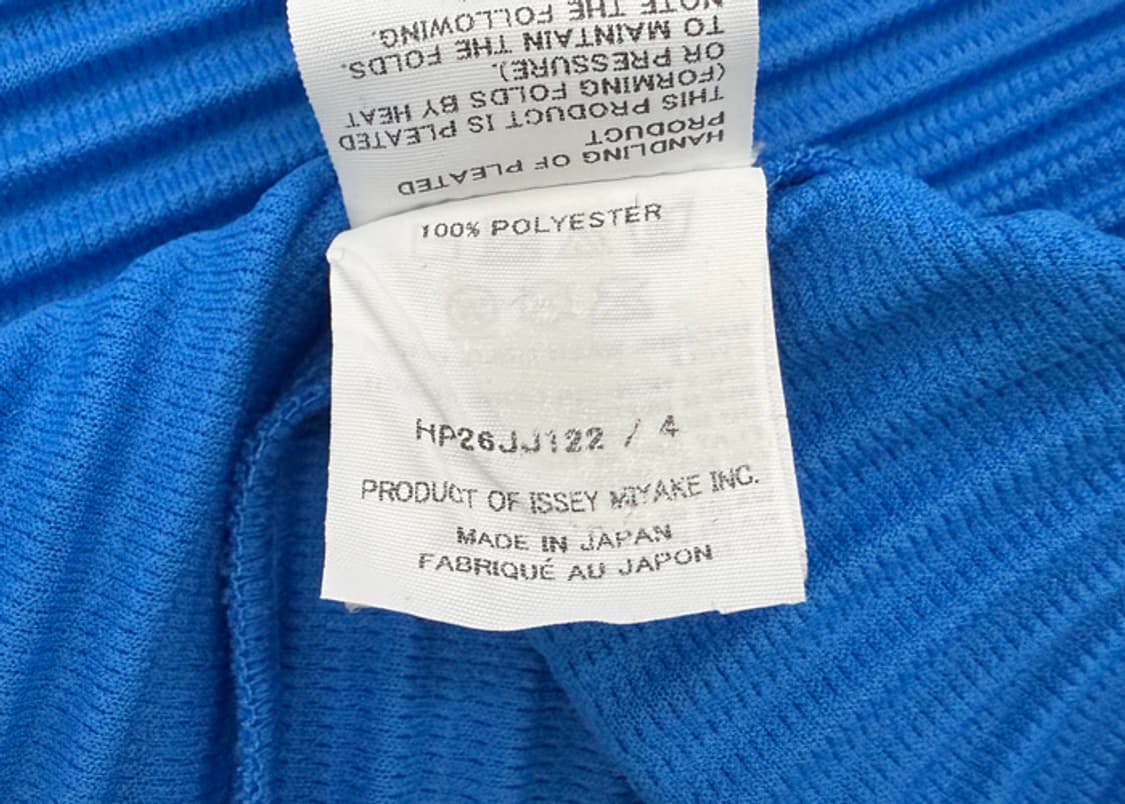 HANDLING OF PLEATED
PRODUCT
THIS PRODUCT IS PLEATED
(FORMING FOLDS BY HEAT
OR PRESSURE).
TO MAINTAIN THE FOLDS.
NOTE THE FOLLOWING.
100% POLYESTER
HP26JJ122 / 4
PRODUCT OF ISSEY MIYAKE INC.
MADE IN JAPAN
FABRIQUÉ AU JAPON